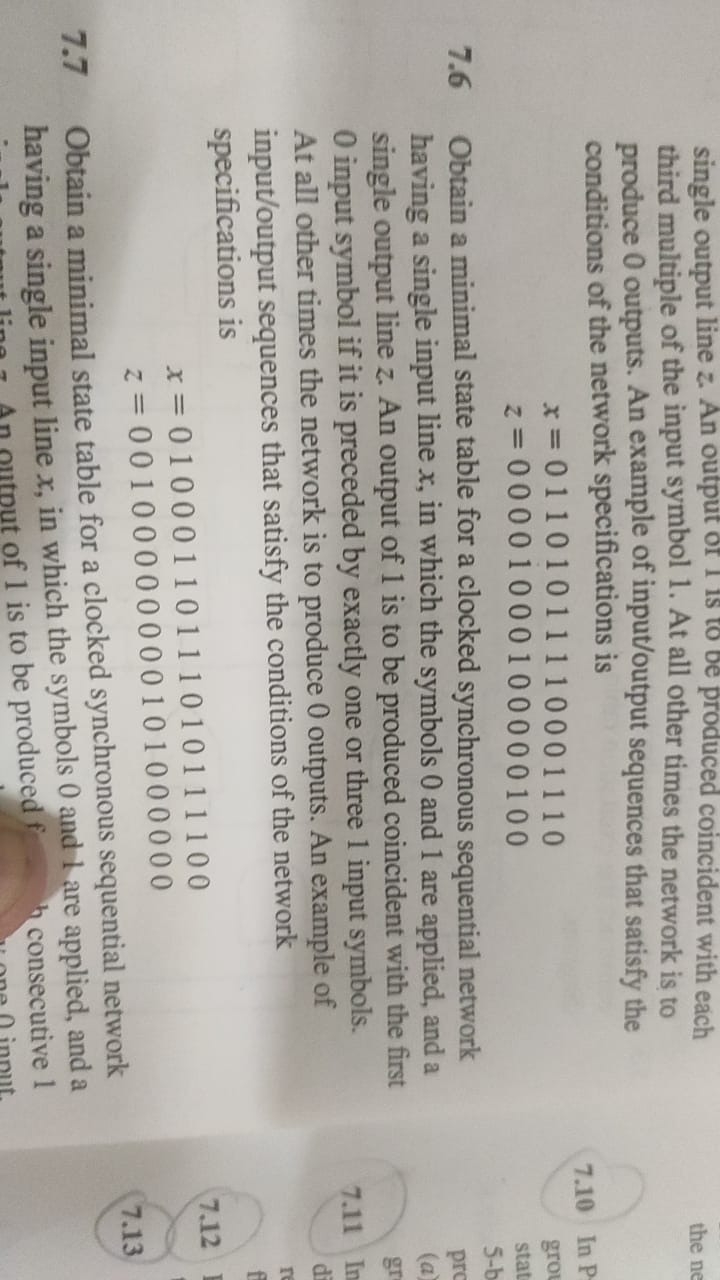 single output line z. An output of 1 is to be produced coincident with each
third multiple of the input symbol 1. At all other times the network is to
produce 0 outputs. An example of input/output sequences that satisfy the
conditions of the network specifications is
x = 0 1 1 0 1 0 1 1 1 1 1 0 0 0 1 1 1 0
z = 0 0 0 0 1 0 0 0 1 0 0 0 0 0 1 0 0
7.6 Obtain a minimal state table for a clocked synchronous sequential network
having a single input line x, in which the symbols 0 and 1 are applied, and a
single output line z. An output of 1 is to be produced coincident with the first
0 input symbol if it is preceded by exactly one or three 1 input symbols.
At all other times the network is to produce 0 outputs. An example of
input/output sequences that satisfy the conditions of the network
specifications is
x = 0 1 0 0 0 1 1 0 1 1 1 0 1 0 1 1 1 1 0 0
z = 0 0 1 0 0 0 0 0 0 0 0 1 0 1 0 0 0 0 0 0
7.7 Obtain a minimal state table for a clocked synchronous sequential network
having a single input line x, in which the symbols 0 and 1 are applied, and a
An output of 1 is to be produced consecutive 1
one 0 input.
the
7.10 In
5-b
(a)
7.11 In
7.12
7.13